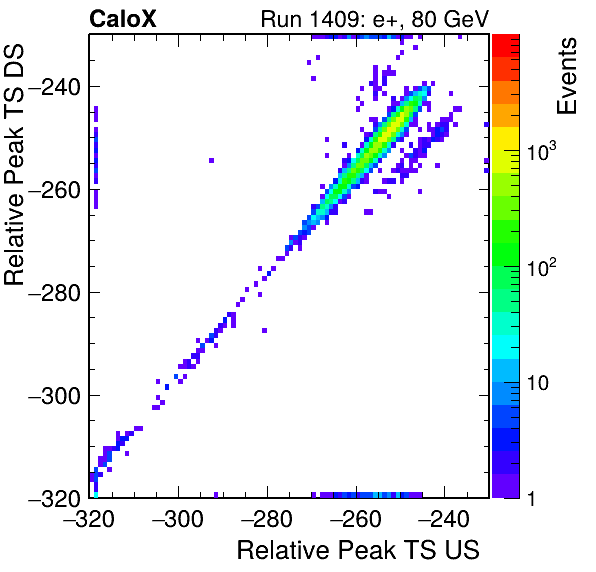 CaloX Run 1409: e+, 80 GeV
Relative Peak TS DS
−240
−260
−280
−300
−320
−320 −300 −280 −260 −240
Relative Peak TS US
Events
10³
10²
10
1